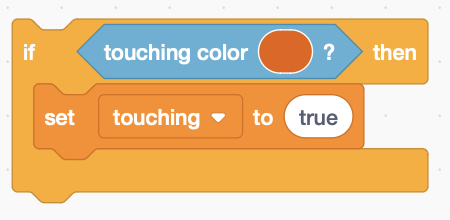 if touching color ? then
set touching to true